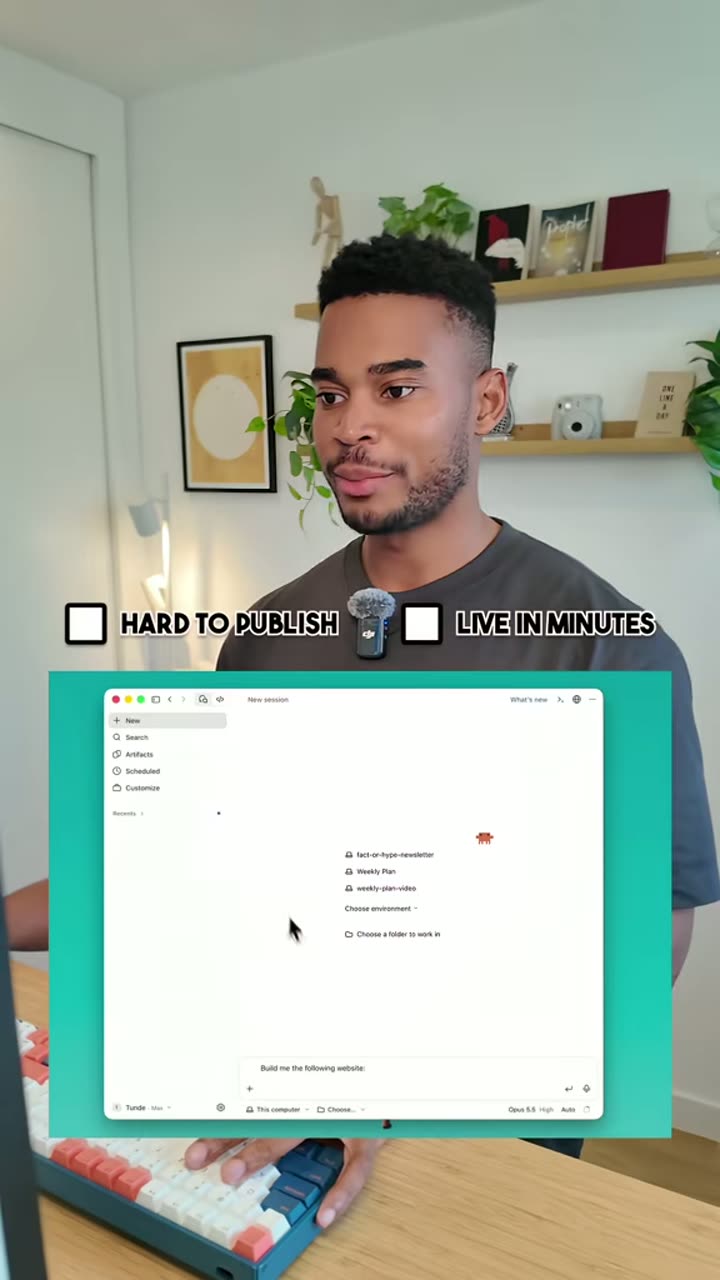 Prophet
ONE
LINE
A
DAY
HARD TO PUBLISH
LIVE IN MINUTES
New session
What's new
New
Search
Artifacts
Scheduled
Customize
Recents
fact-or-hype-newsletter
Weekly Plan
weekly-plan-video
Choose environment
Choose a folder to work in
Build me the following website:
Tunde · Max
This computer
Choose...
Opus 5.5 High Auto
dji